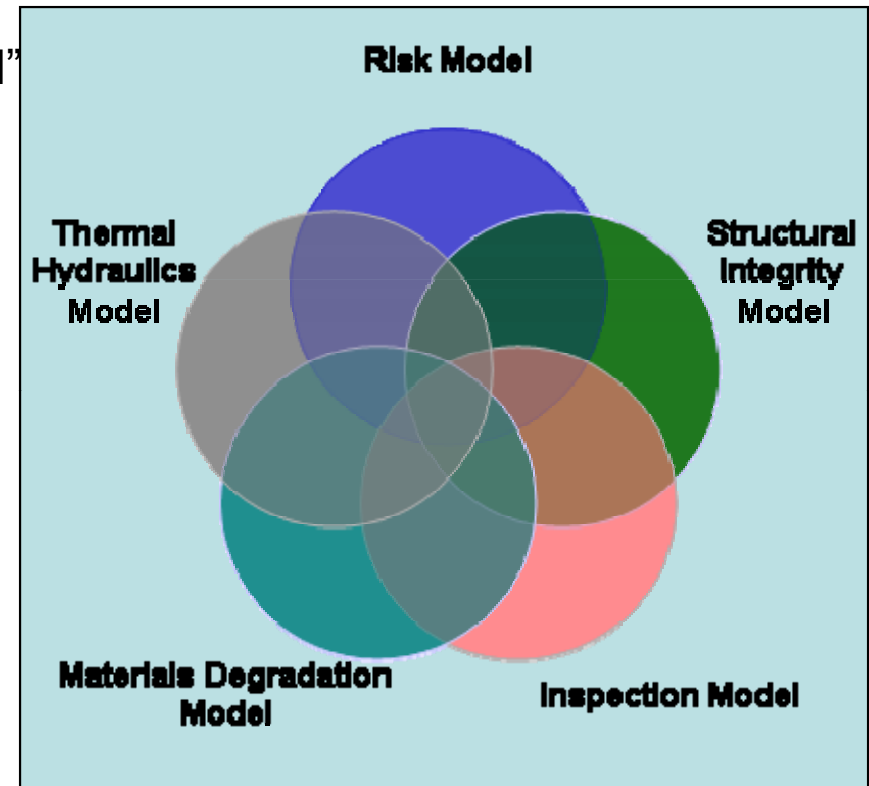 ”
Risk Model
Thermal
Hydraulics
Model
Structural
Integrity
Model
Materials Degradation
Model
Inspection Model